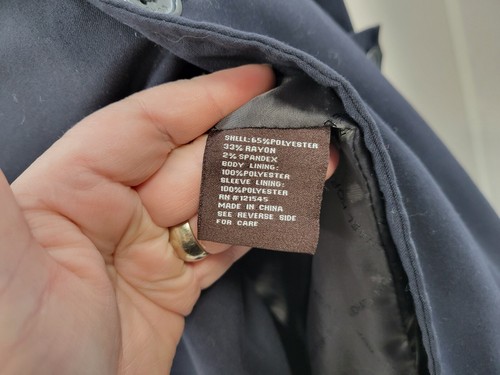 SHELL:65%POLYESTER
33% RAYON
2% SPANDEX
BODY LINING:
100%POLYESTER
SLEEVE LINING:
100%POLYESTER
RN #121545
MADE IN CHINA
SEE REVERSE SIDE
FOR CARE